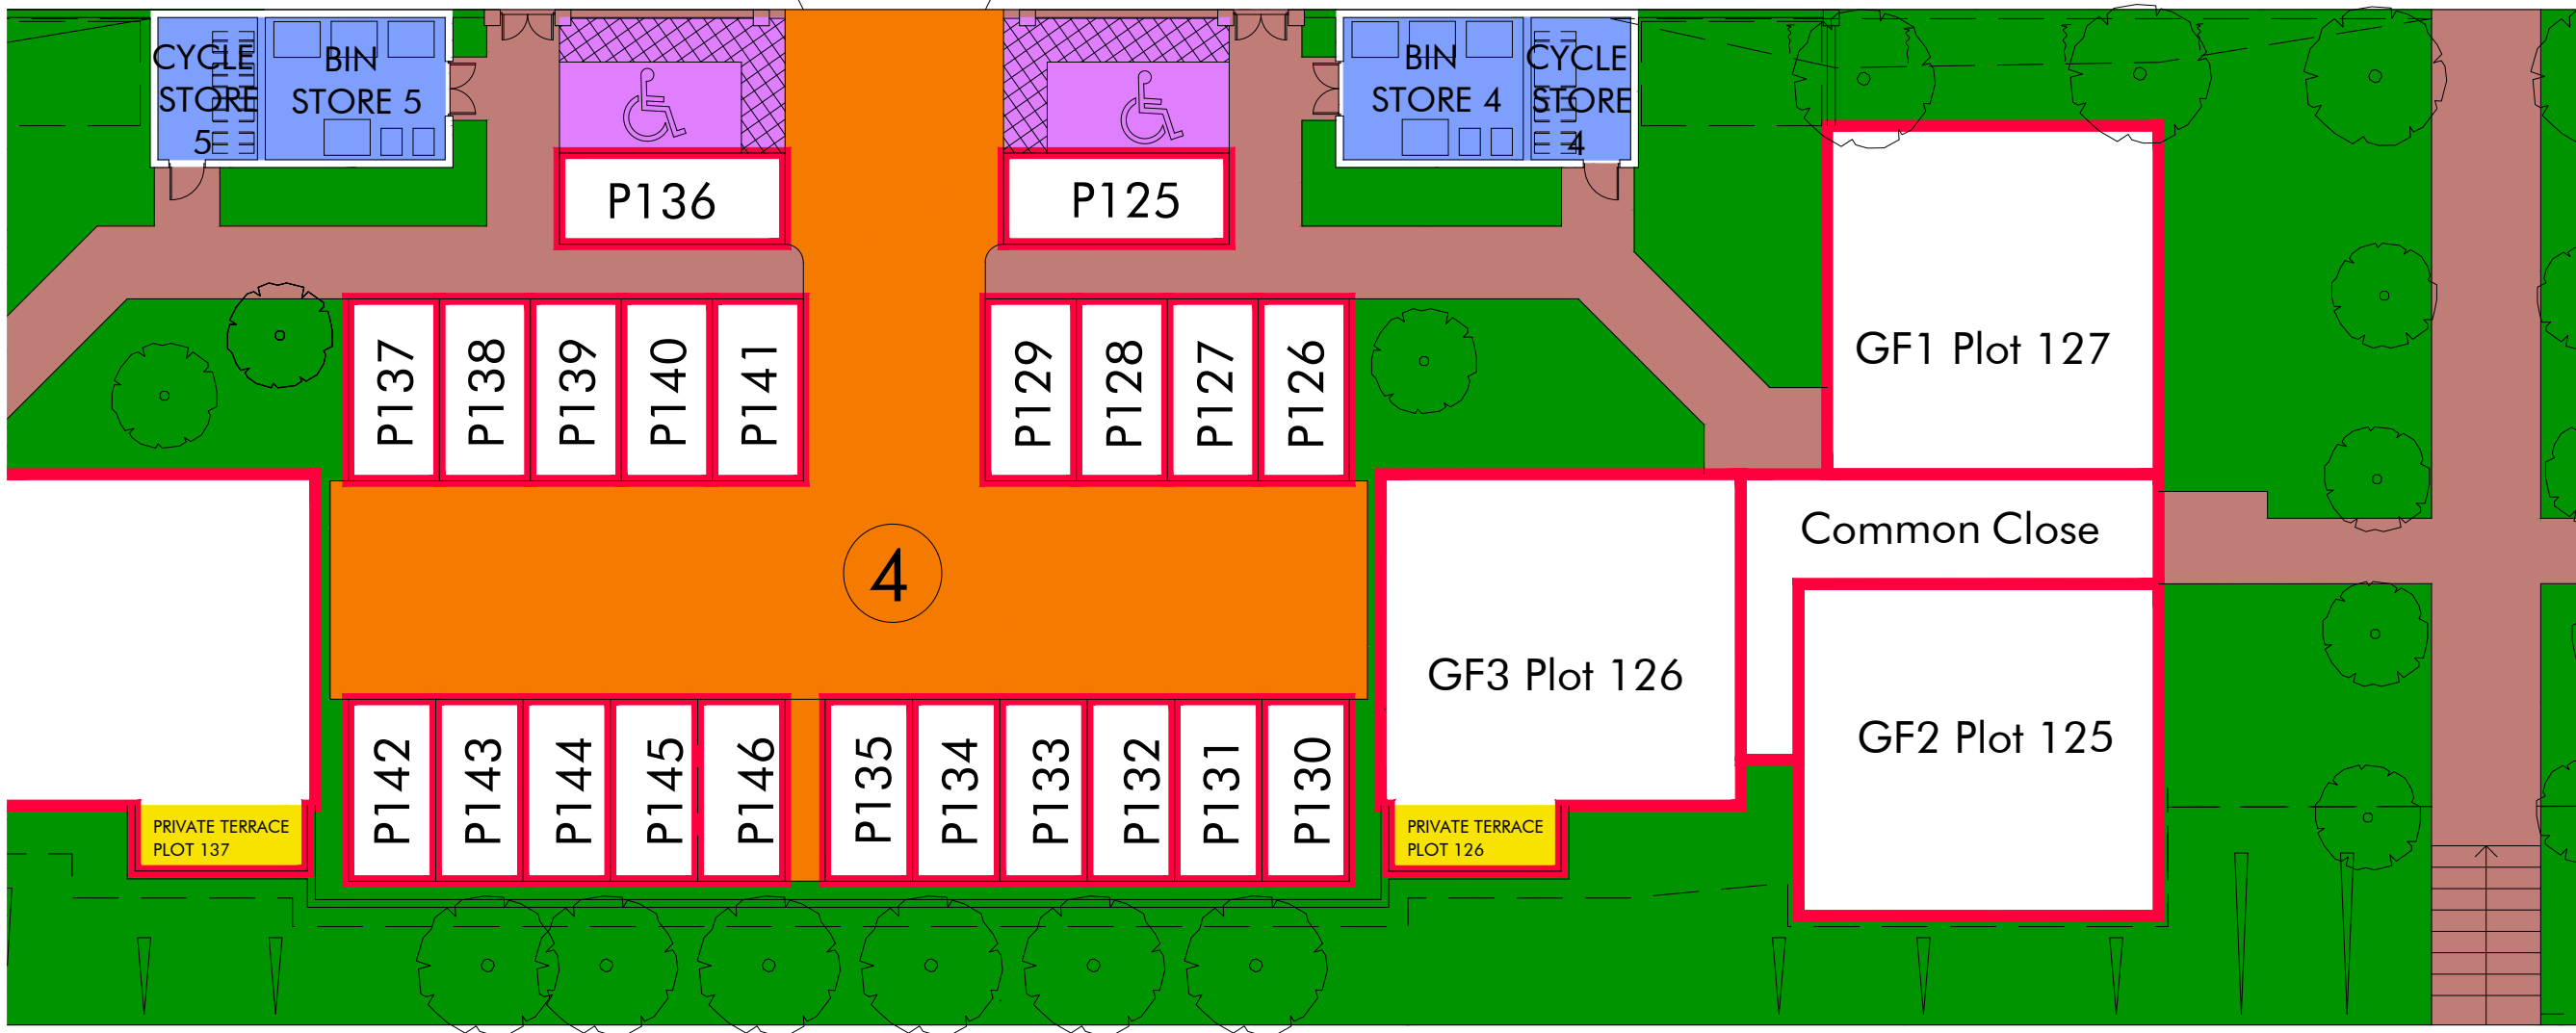 CYCLE
STORE
5
BIN
STORE 5
BIN
STORE 4
CYCLE
STORE
4
P136
P125
P137
P138
P139
P140
P141
P129
P128
P127
P126
GF1 Plot 127
Common Close
4
GF3 Plot 126
GF2 Plot 125
P142
P143
P144
P145
P146
P135
P134
P133
P132
P131
P130
PRIVATE TERRACE
PLOT 137
PRIVATE TERRACE
PLOT 126